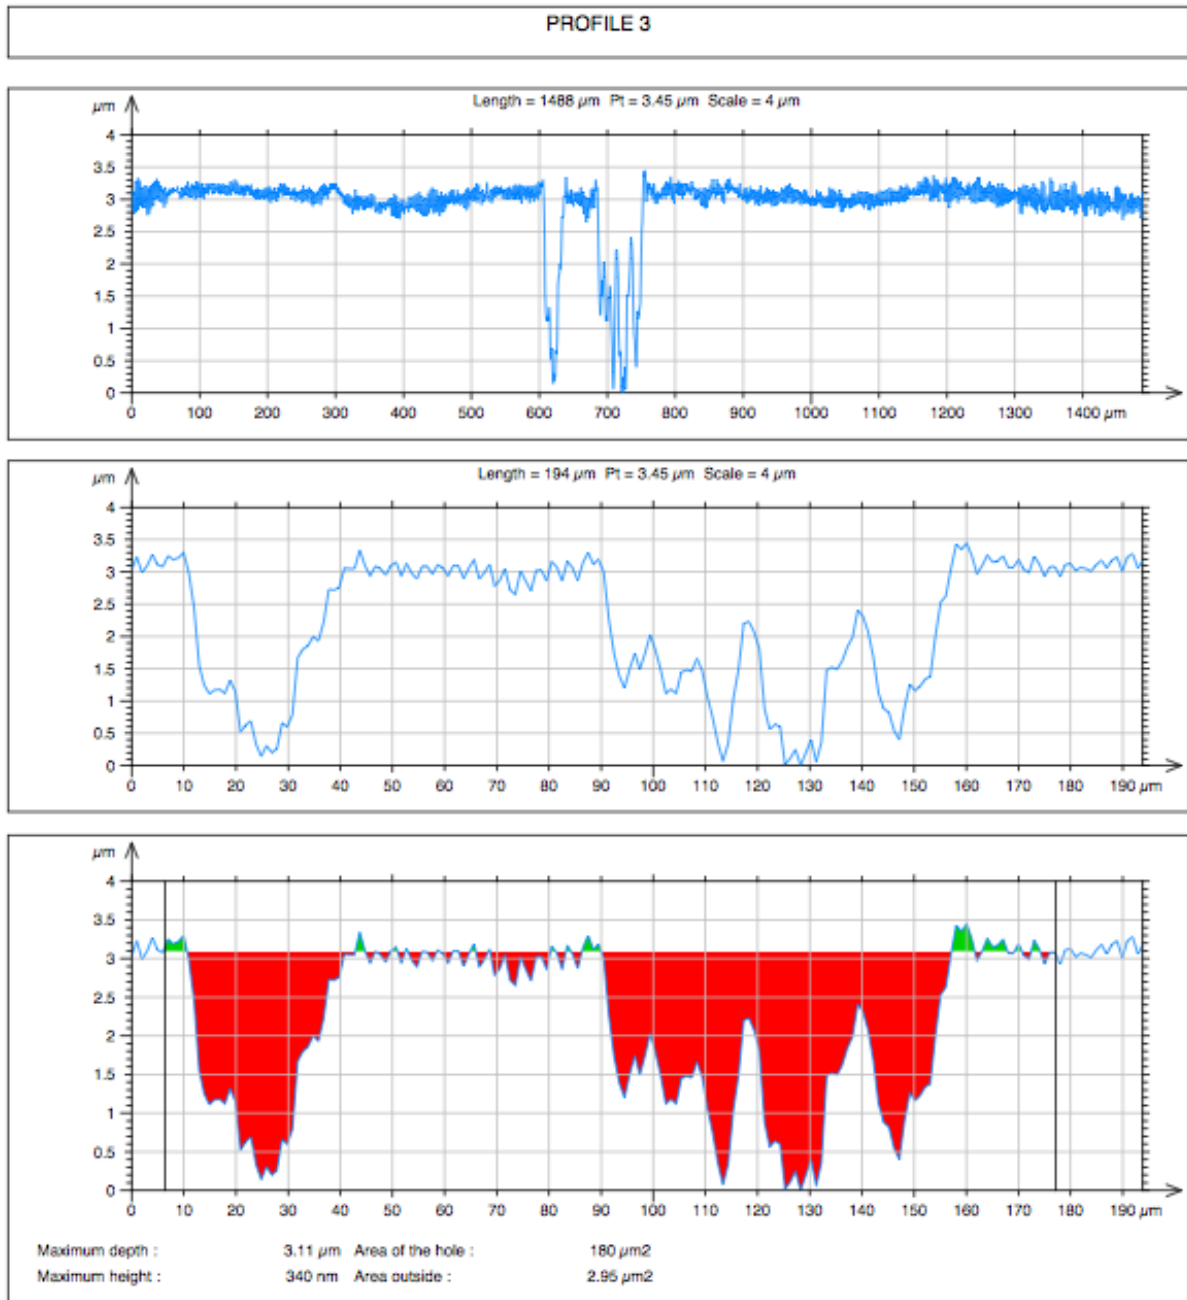 PROFILE 3
µm
Length = 1488 µm Pt = 3.45 µm Scale = 4 µm
4
3.5
3
2.5
2
1.5
1
0.5
0
0 100 200 300 400 500 600 700 800 900 1000 1100 1200 1300 1400 µm
µm
Length = 194 µm Pt = 3.45 µm Scale = 4 µm
4
3.5
3
2.5
2
1.5
1
0.5
0
0 10 20 30 40 50 60 70 80 90 100 110 120 130 140 150 160 170 180 190 µm
µm
4
3.5
3
2.5
2
1.5
1
0.5
0
0 10 20 30 40 50 60 70 80 90 100 110 120 130 140 150 160 170 180 190 µm
Maximum depth : 3.11 µm Area of the hole : 180 µm2
Maximum height : 340 nm Area outside : 2.95 µm2